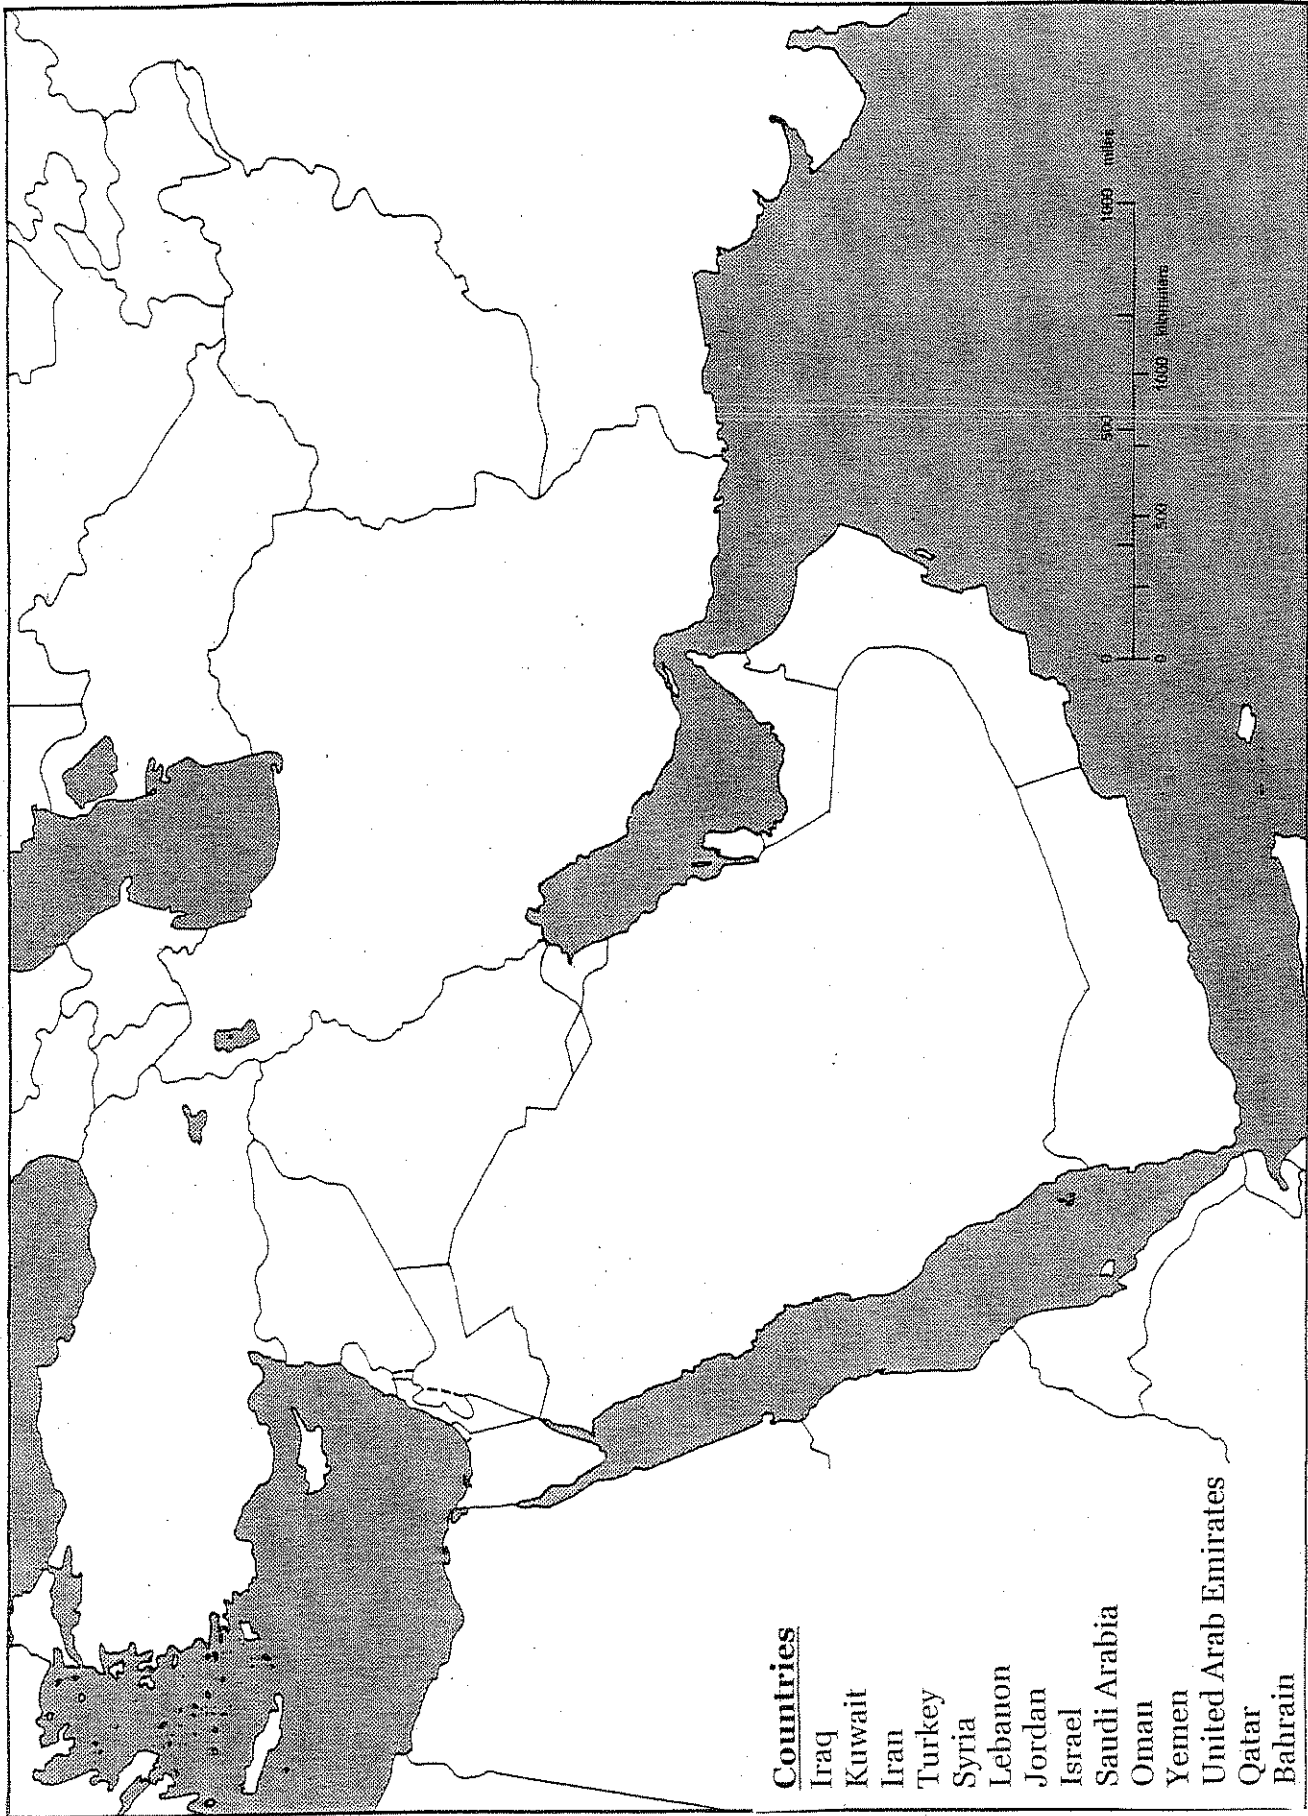 Countries
Iraq
Kuwait
Iran
Turkey
Syria
Lebanon
Jordan
Israel
Saudi Arabia
Oman
Yemen
United Arab Emirates
Qatar
Bahrain
0 500 1000 miles
0 500 1000 kilometers